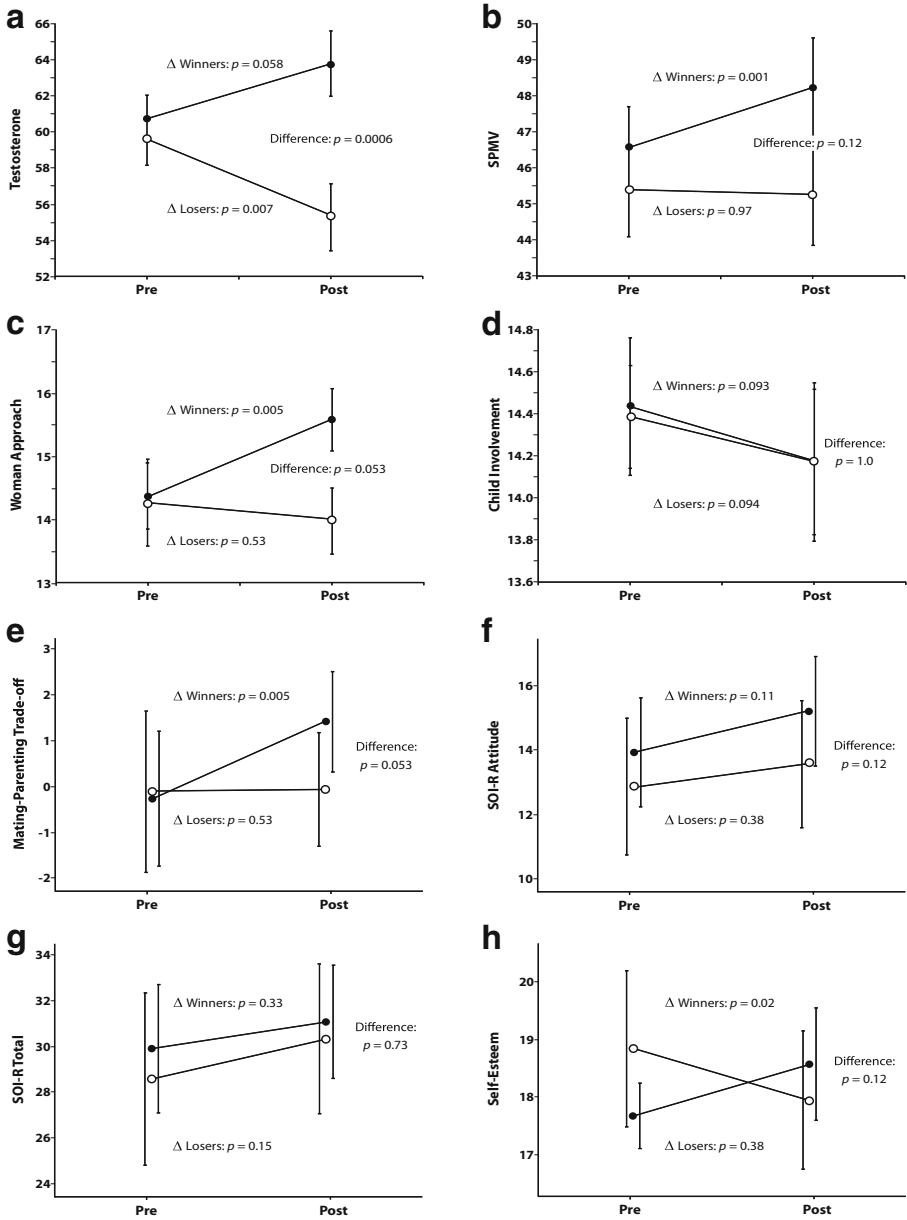 a
66
64
62
60
58
56
54
52
Testosterone
Δ Winners: p = 0.058
Difference: p = 0.0006
Δ Losers: p = 0.007
Pre
Post
b
50
49
48
47
46
45
44
43
SPMV
Δ Winners: p = 0.001
Difference: p = 0.12
Δ Losers: p = 0.97
Pre
Post
c
17
16
15
14
13
Woman Approach
Δ Winners: p = 0.005
Difference: p = 0.053
Δ Losers: p = 0.53
Pre
Post
d
14.8
14.6
14.4
14.2
14.0
13.8
13.6
Child Involvement
Δ Winners: p = 0.093
Difference:
p = 1.0
Δ Losers: p = 0.094
Pre
Post
e
3
2
1
0
-1
-2
Mating-Parenting Trade-off
Δ Winners: p = 0.005
Difference:
p = 0.053
Δ Losers: p = 0.53
Pre
Post
f
16
14
12
10
SOI-R Attitude
Δ Winners: p = 0.11
Difference:
p = 0.12
Δ Losers: p = 0.38
Pre
Post
g
34
32
30
28
26
24
SOI-R Total
Δ Winners: p = 0.33
Difference:
p = 0.73
Δ Losers: p = 0.15
Pre
Post
h
20
19
18
17
Self-Esteem
Δ Winners: p = 0.02
Difference:
p = 0.12
Δ Losers: p = 0.38
Pre
Post